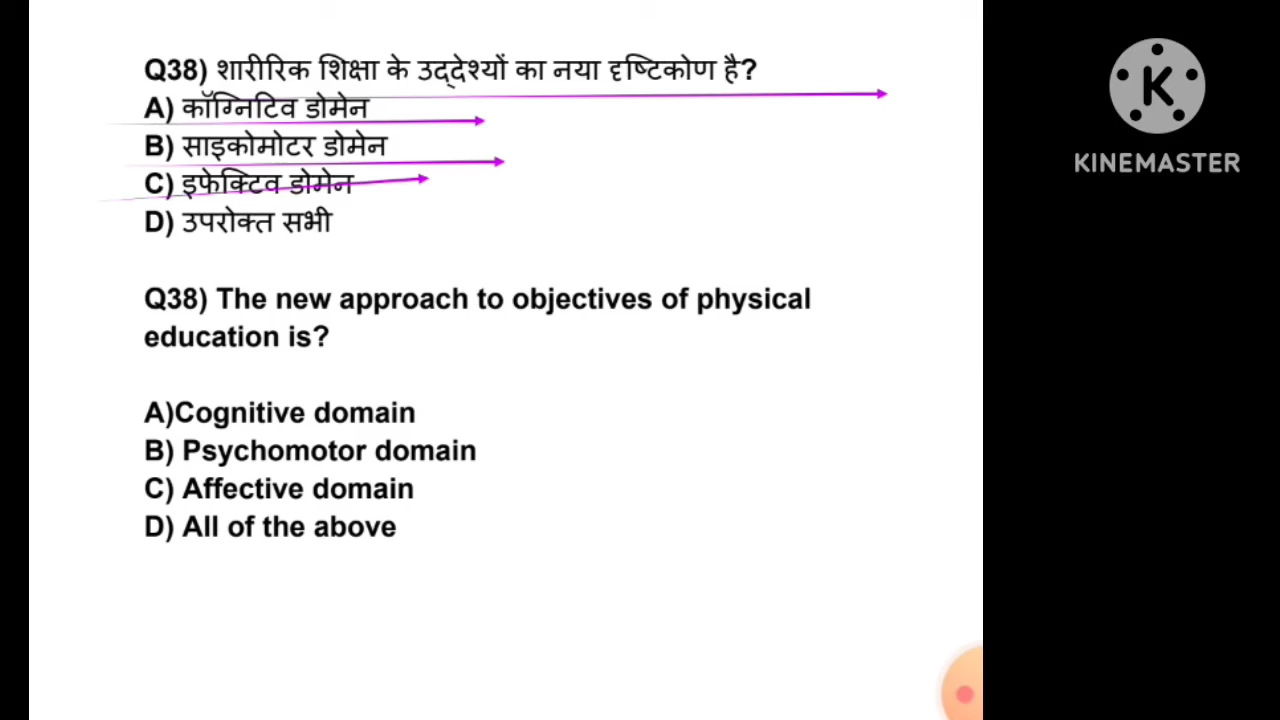 Q38) शारीरिक शिक्षा के उद्देश्यों का नया दृष्टिकोण है?
A) कॉग्निटिव डोमेन
B) साइकोमोटर डोमेन
C) इफेक्टिव डोमेन
D) उपरोक्त सभी
Q38) The new approach to objectives of physical
education is?
A)Cognitive domain
B) Psychomotor domain
C) Affective domain
D) All of the above
K
KINEMASTER